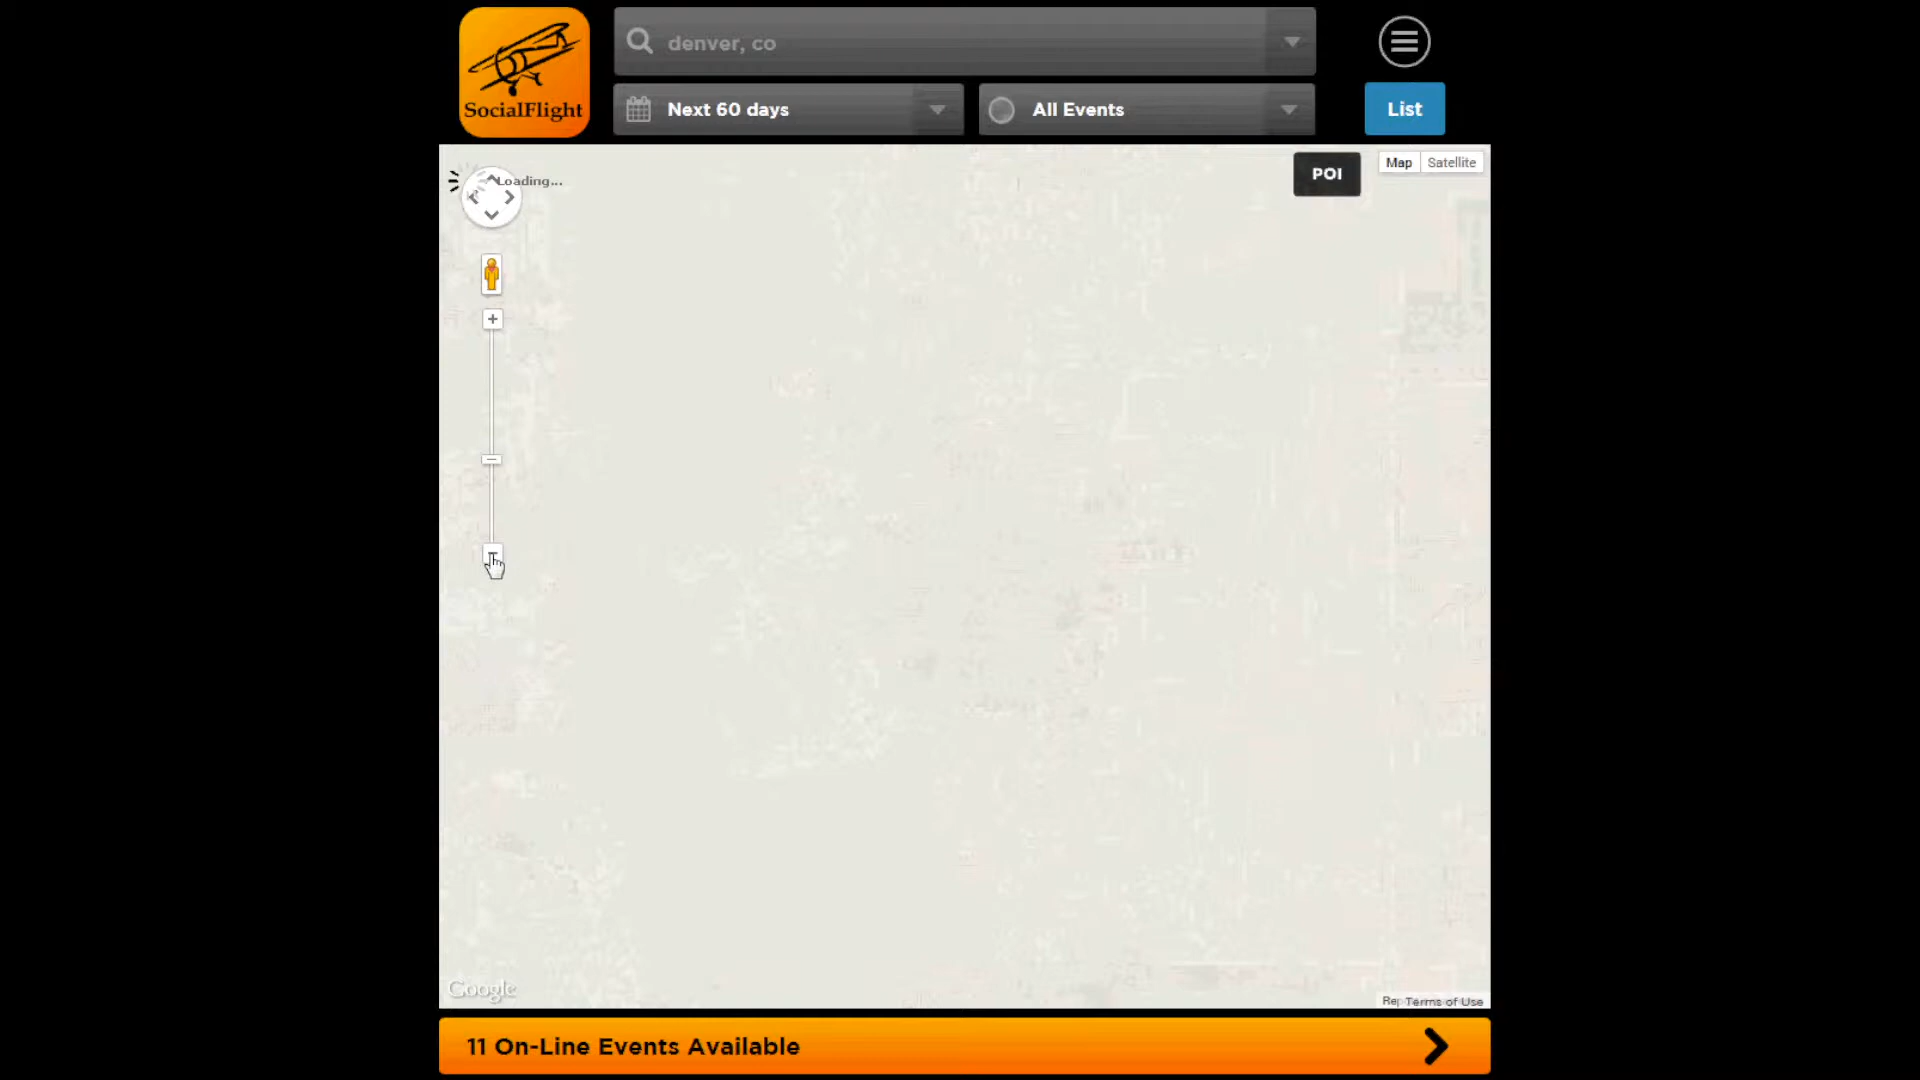 SocialFlight
denver, co
Next 60 days
All Events
List
Loading...
POI
Map
Satellite
Google
Terms of Use
11 On-Line Events Available